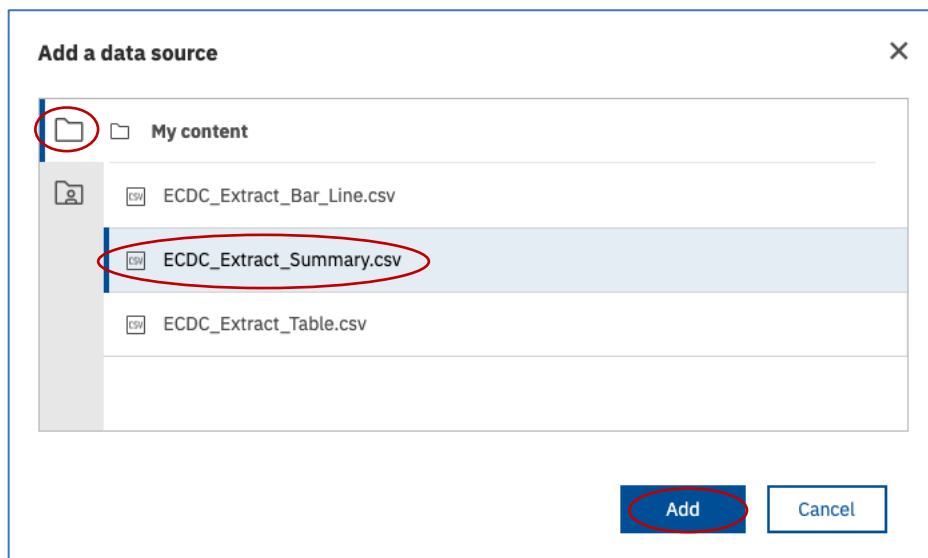 Add a data source
My content
CSV ECDC_Extract_Bar_Line.csv
CSV ECDC_Extract_Summary.csv
CSV ECDC_Extract_Table.csv
Add Cancel